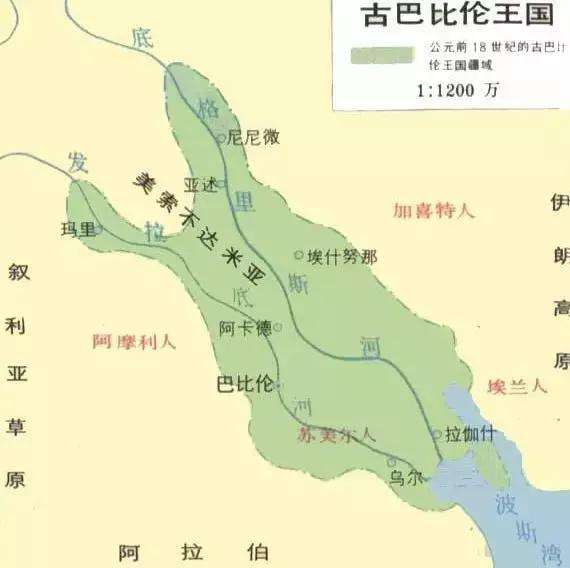 古巴比伦王国
公元前18世纪的古巴比
伦王国疆域
1:1200 万
底格里斯河
尼尼微
发拉底河
亚述
美索不达米亚
玛里
加喜特人
伊朗高原
埃什努那
叙利亚草原
阿卡德
阿摩利人
巴比伦
埃兰人
苏美尔人
拉伽什
乌尔
波斯湾
阿拉伯